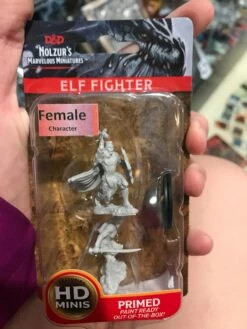 D&D
NOLZUR'S
MARVELOUS MINIATURES
ELF FIGHTER
Female
Character
HD
MINIS
PRIMED
PAINT READY
OUT-OF-THE-BOX!